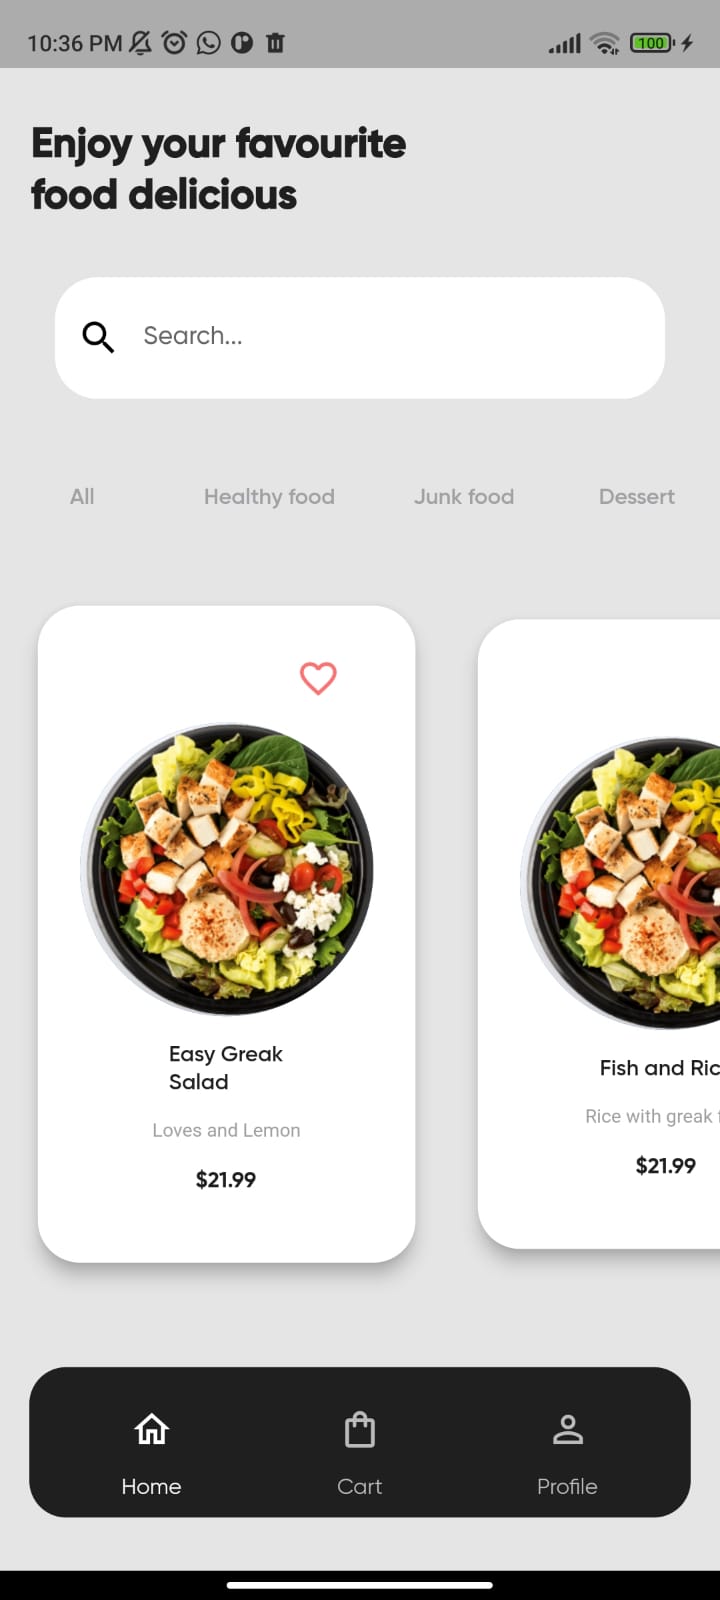 10:36 PM
100
Enjoy your favourite
food delicious
Search...
All Healthy food Junk food Dessert
Easy Greak
Salad
Loves and Lemon
$21.99
Fish and Ric
Rice with greak
$21.99
Home Cart Profile